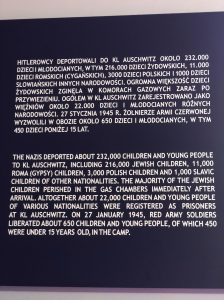 HITLEROWCY DEPORTOWALI DO KL AUSCHWITZ OKOŁO 232.000
DZIECI I MŁODOCIANYCH, W TYM 216.000 DZIECI ŻYDOWSKICH, 11.000
DZIECI ROMSKICH (CYGAŃSKICH), 3000 DZIECI POLSKICH I 1000 DZIECI
SŁOWIAŃSKICH INNYCH NARODOWOŚCI. OGROMNA WIĘKSZOŚĆ DZIECI
ŻYDOWSKICH ZGINĘŁA W KOMORACH GAZOWYCH ZARAZ PO
PRZYWIEZIENIU. OGÓŁEM W KL AUSCHWITZ ZAREJESTROWANO JAKO
WIĘŹNIÓW OKOŁO 22.000 DZIECI I MŁODOCIANYCH RÓŻNYCH
NARODOWOŚCI. 27 STYCZNIA 1945 R. ŻOŁNIERZE ARMII CZERWONEJ
WYZWOLILI W OBOZIE OKOŁO 650 DZIECI I MŁODOCIANYCH, W TYM
450 DZIECI PONIŻEJ 15 LAT.
THE NAZIS DEPORTED ABOUT 232,000 CHILDREN AND YOUNG PEOPLE
TO KL AUSCHWITZ, INCLUDING 216,000 JEWISH CHILDREN, 11,000
ROMA (GYPSY) CHILDREN, 3,000 POLISH CHILDREN AND 1,000 SLAVIC
CHILDREN OF OTHER NATIONALITIES. THE MAJORITY OF THE JEWISH
CHILDREN PERISHED IN THE GAS CHAMBERS IMMEDIATELY AFTER
ARRIVAL. ALTOGETHER ABOUT 22,000 CHILDREN AND YOUNG PEOPLE
OF VARIOUS NATIONALITIES WERE REGISTERED AS PRISONERS
AT KL AUSCHWITZ. ON 27 JANUARY 1945, RED ARMY SOLDIERS
LIBERATED ABOUT 650 CHILDREN AND YOUNG PEOPLE, OF WHICH 450
WERE UNDER 15 YEARS OLD, IN THE CAMP.